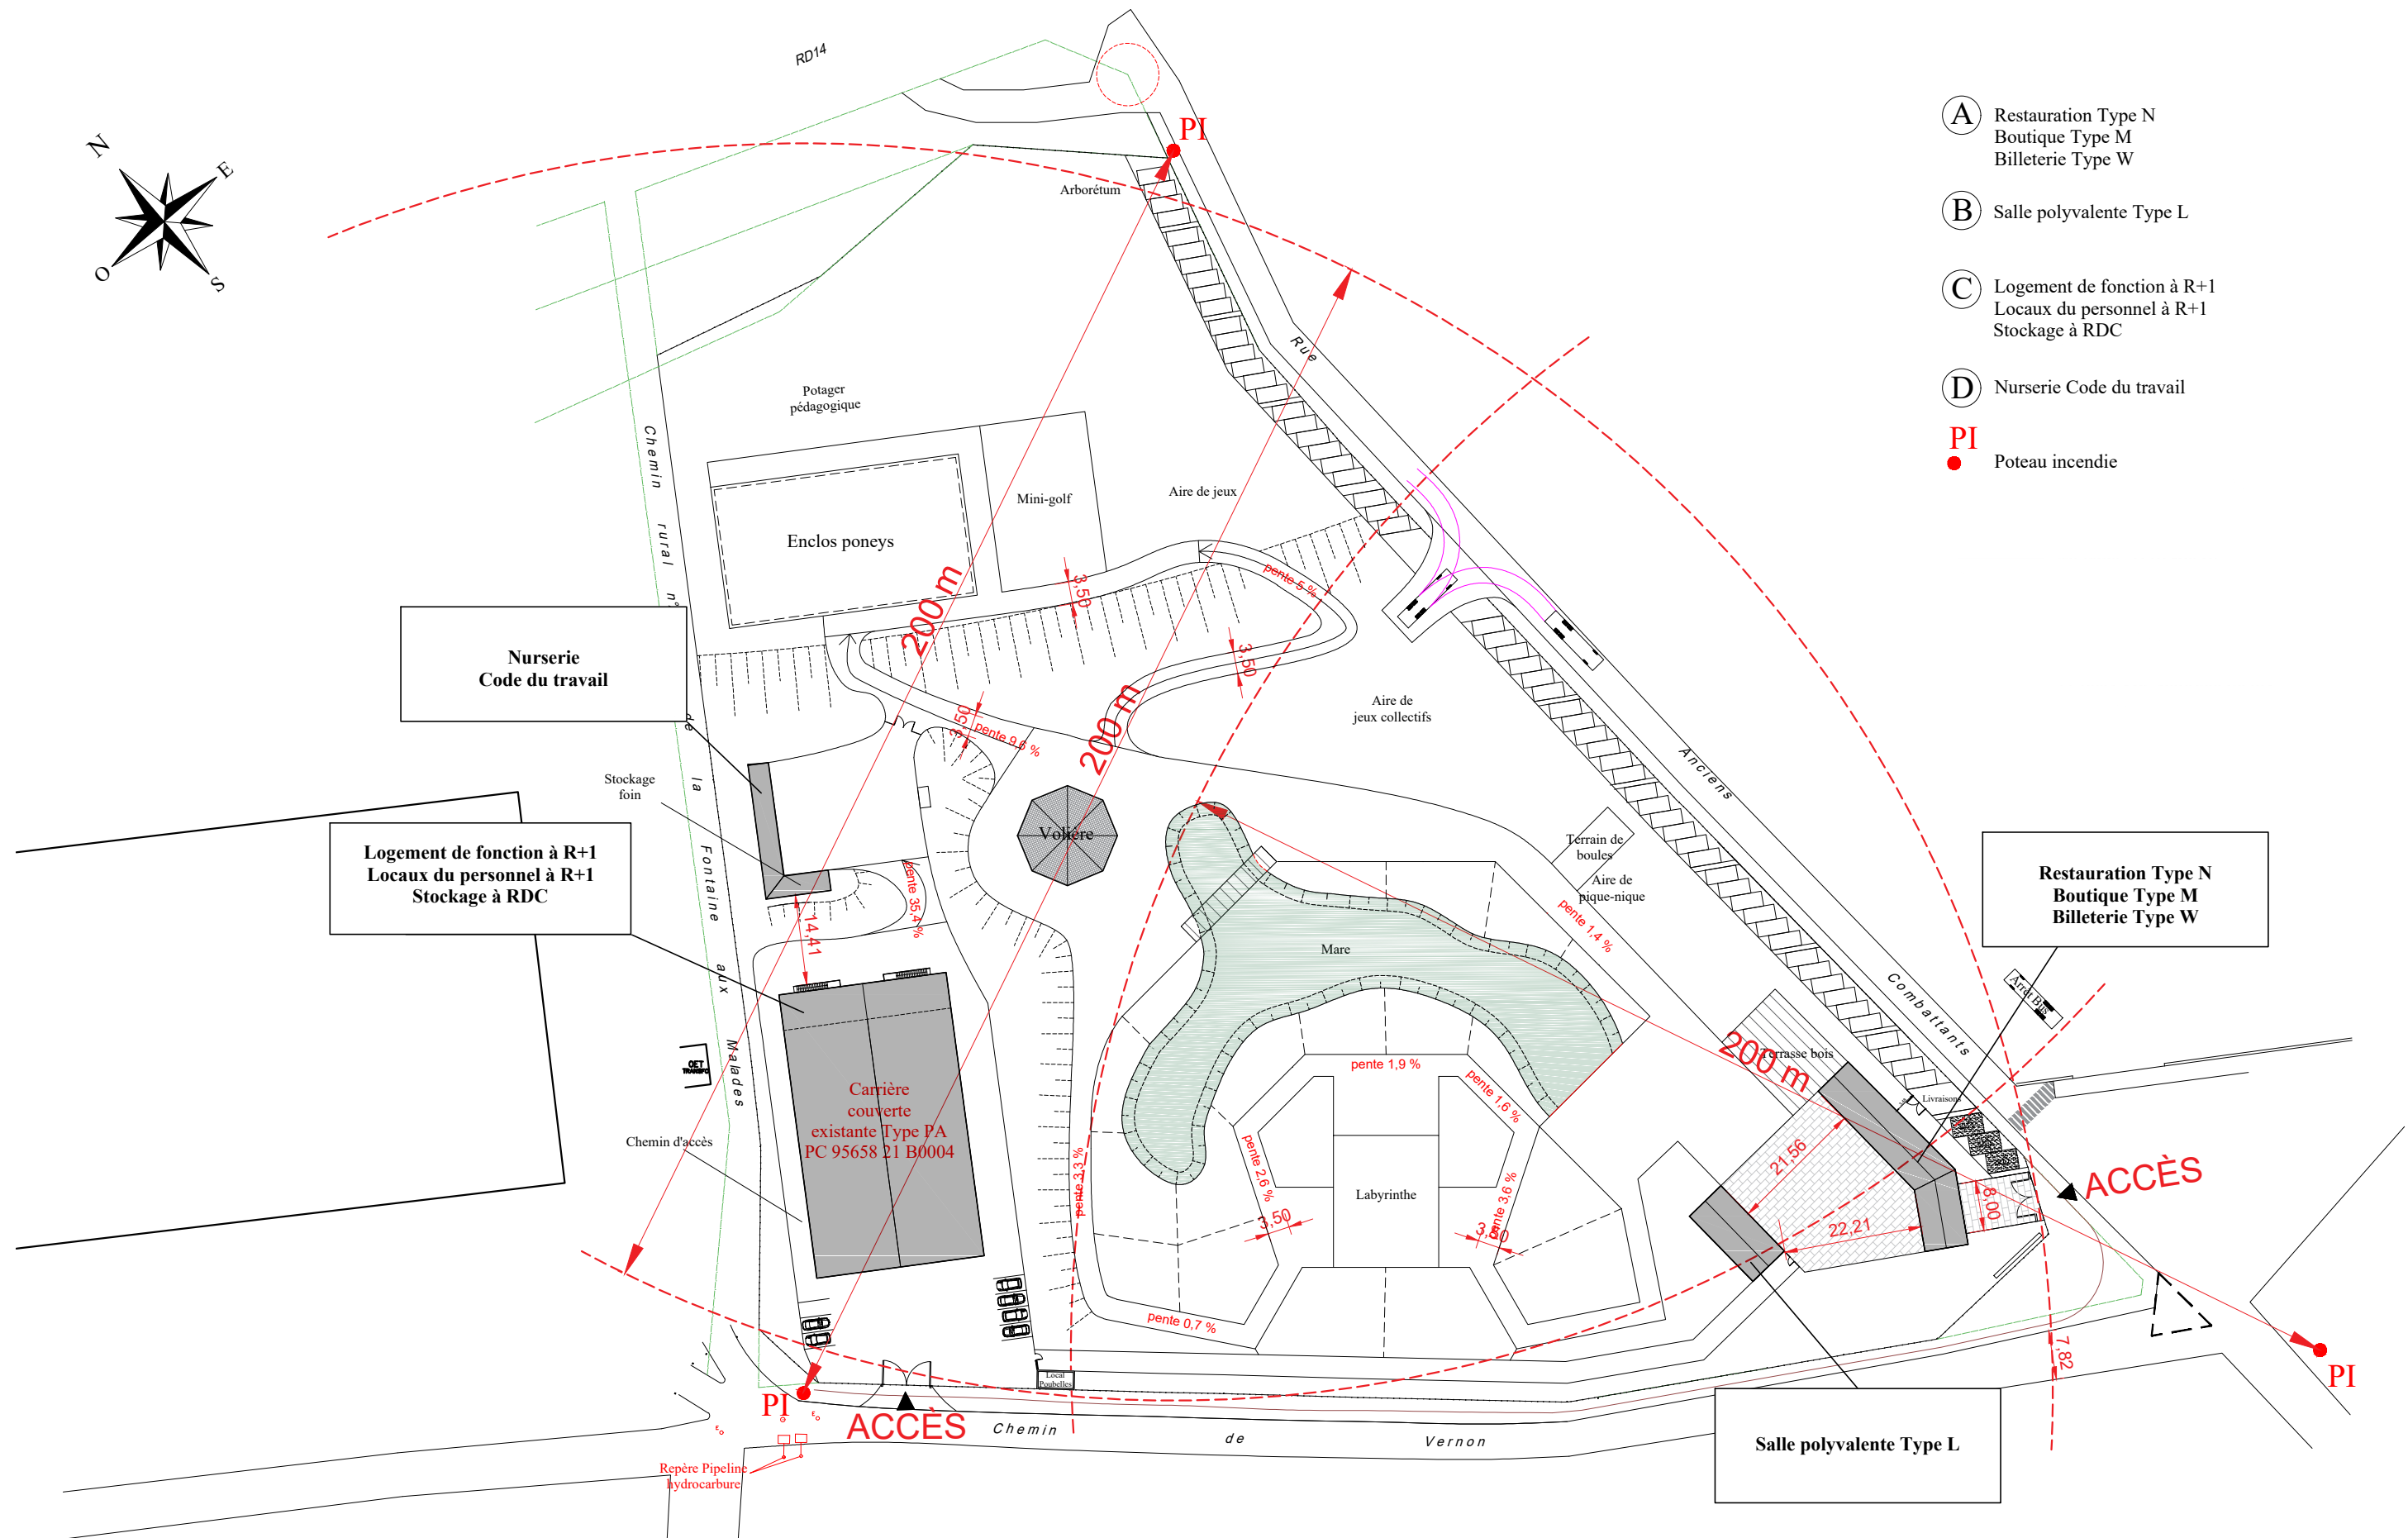 RD14
N
E
O
S
PI
A
Restauration Type N
Boutique Type M
Billeterie Type W
B
Salle polyvalente Type L
C
Logement de fonction à R+1
Locaux du personnel à R+1
Stockage à RDC
D
Nurserie Code du travail
PI
Poteau incendie
Arborétum
Rue
Anciens
Combattants
Potager
pédagogique
Chemin rural n°
de la Fontaine aux Malades
Enclos poneys
Mini-golf
Aire de jeux
3,50
pente 5 %
3,50
200 m
200 m
Nurserie
Code du travail
3,50
pente 9,6 %
Aire de
jeux collectifs
Stockage
foin
Volière
Terrain de
boules
Aire de
pique-nique
pente 1,4 %
Logement de fonction à R+1
Locaux du personnel à R+1
Stockage à RDC
pente 35,4 %
14,41
Mare
Restauration Type N
Boutique Type M
Billeterie Type W
Arret Bus
200 m
Terrasse bois
Livraisons
OET
TRANSFO
Carrière
couverte
existante Type PA
PC 95658 21 B0004
Chemin d'accès
pente 1,9 %
pente 1,6 %
pente 2,6 %
pente 3,6 %
pente 3,3 %
3,50
Labyrinthe
21,56
22,21
8,00
ACCÈS
pente 0,7 %
7,82
PI
Local
Poubelles
PI
ACCÈS
Chemin de Vernon
Salle polyvalente Type L
Repère Pipeline
hydrocarbure